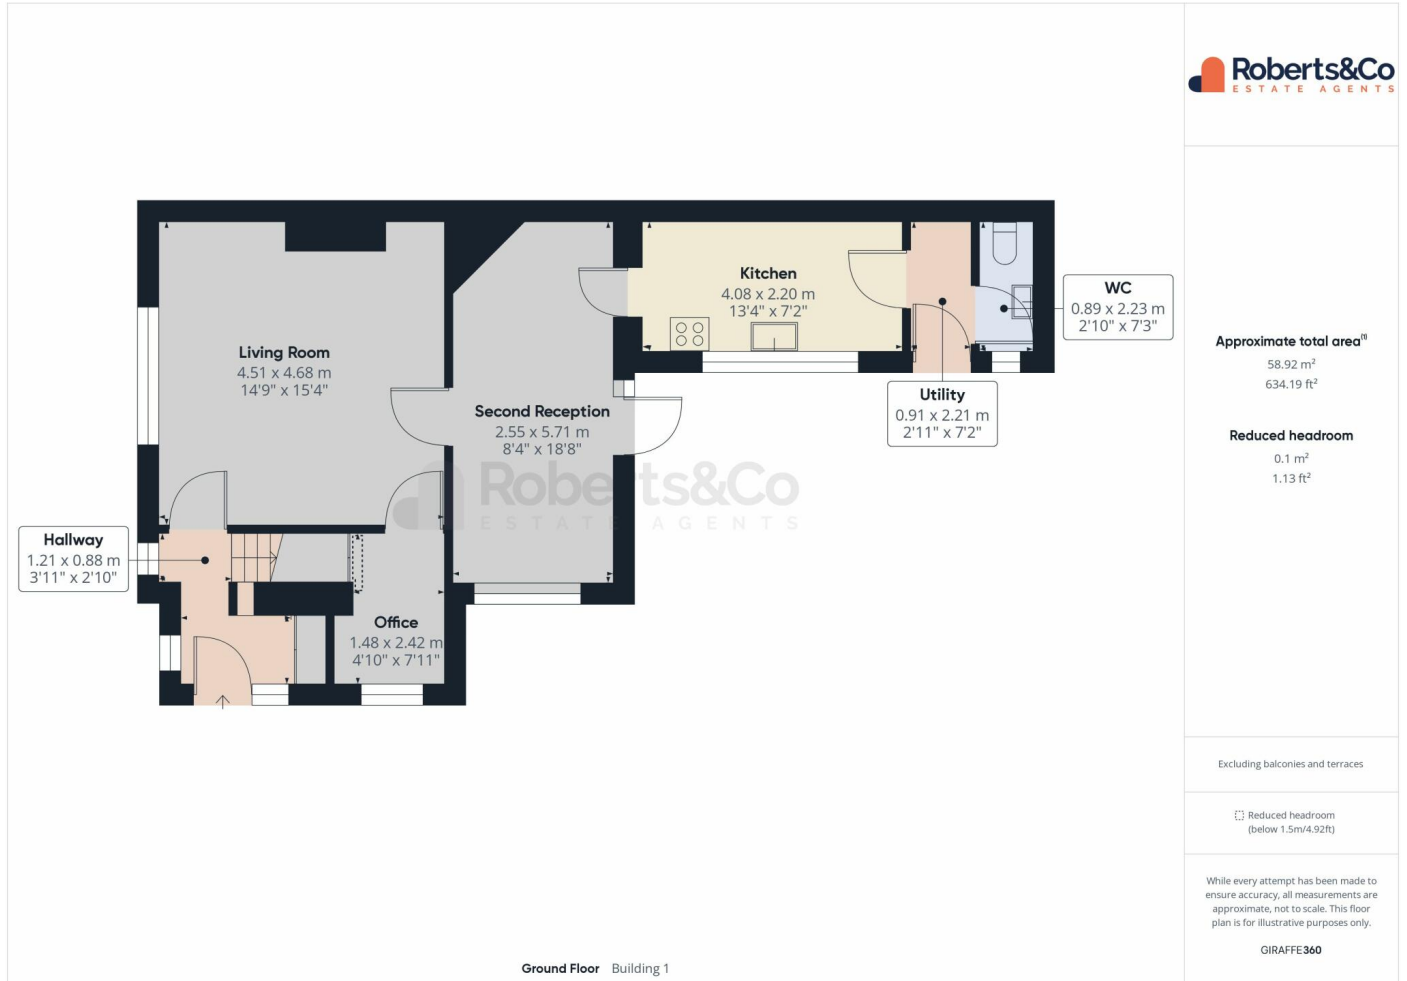 Roberts&Co
ESTATE AGENTS
Living Room
4.51 x 4.68 m
14'9" x 15'4"
Second Reception
2.55 x 5.71 m
8'4" x 18'8"
Kitchen
4.08 x 2.20 m
13'4" x 7'2"
WC
0.89 x 2.23 m
2'10" x 7'3"
Utility
0.91 x 2.21 m
2'11" x 7'2"
Hallway
1.21 x 0.88 m
3'11" x 2'10"
Office
1.48 x 2.42 m
4'10" x 7'11"
Roberts&Co
ESTATE AGENTS
Ground Floor Building 1
Approximate total area(1)
58.92 m²
634.19 ft²
Reduced headroom
0.1 m²
1.13 ft²
Excluding balconies and terraces
Reduced headroom
(below 1.5m/4.92ft)
While every attempt has been made to
ensure accuracy, all measurements are
approximate, not to scale. This floor
plan is for illustrative purposes only.
GIRAFFE360